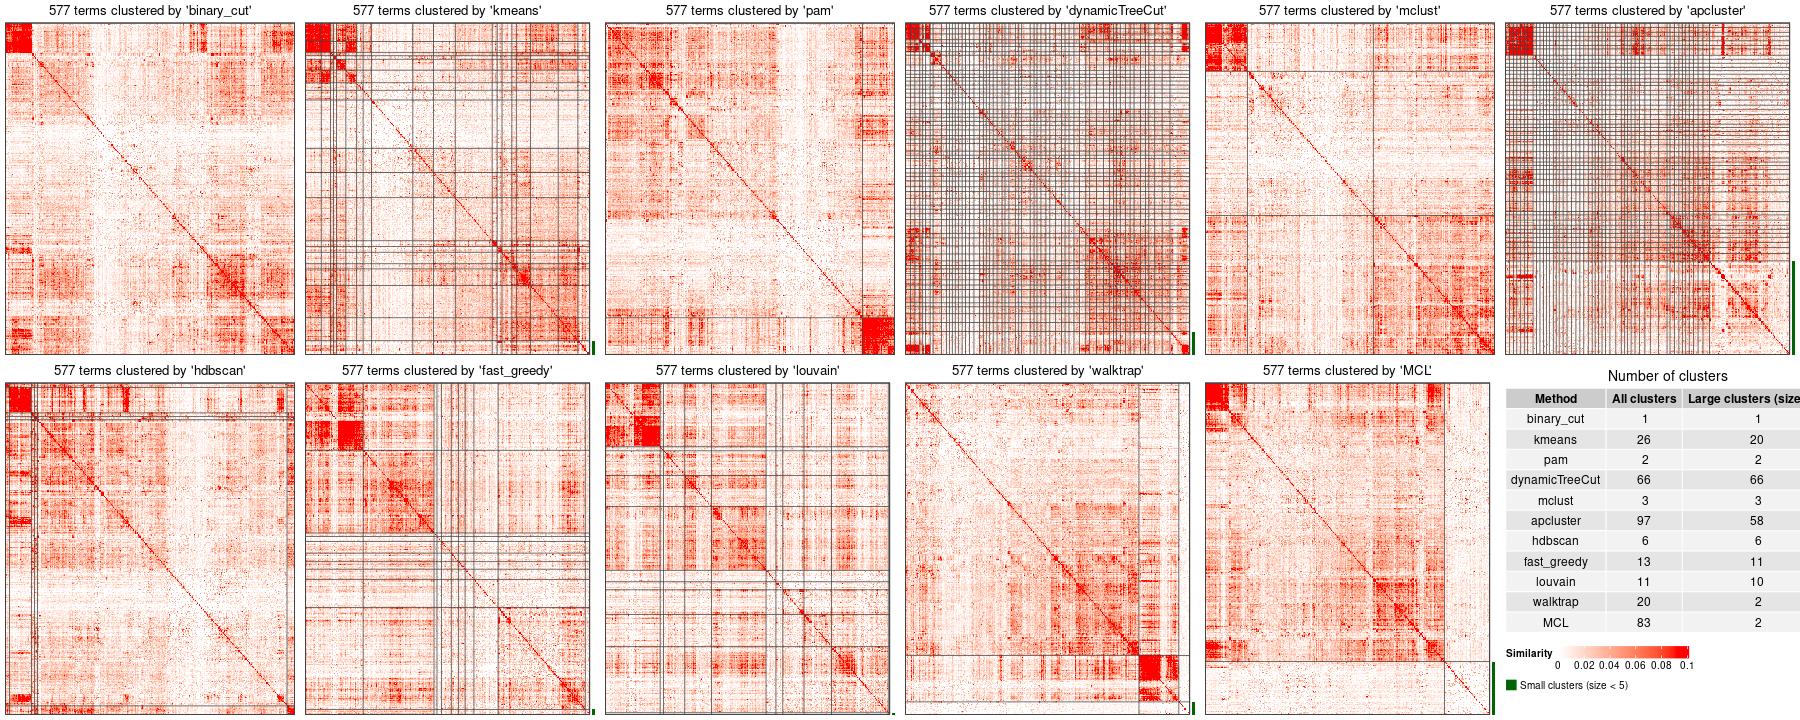 577 terms clustered by 'binary_cut'
577 terms clustered by 'kmeans'
577 terms clustered by 'pam'
577 terms clustered by 'dynamicTreeCut'
577 terms clustered by 'mclust'
577 terms clustered by 'apcluster'
577 terms clustered by 'hdbscan'
577 terms clustered by 'fast_greedy'
577 terms clustered by 'louvain'
577 terms clustered by 'walktrap'
577 terms clustered by 'MCL'
Number of clusters
Method All clusters Large clusters (size
binary_cut 1 1
kmeans 26 20
pam 2 2
dynamicTreeCut 66 66
mclust 3 3
apcluster 97 58
hdbscan 6 6
fast_greedy 13 11
louvain 11 10
walktrap 20 2
MCL 83 2
Similarity
0 0.02 0.04 0.06 0.08 0.1
Small clusters (size < 5)